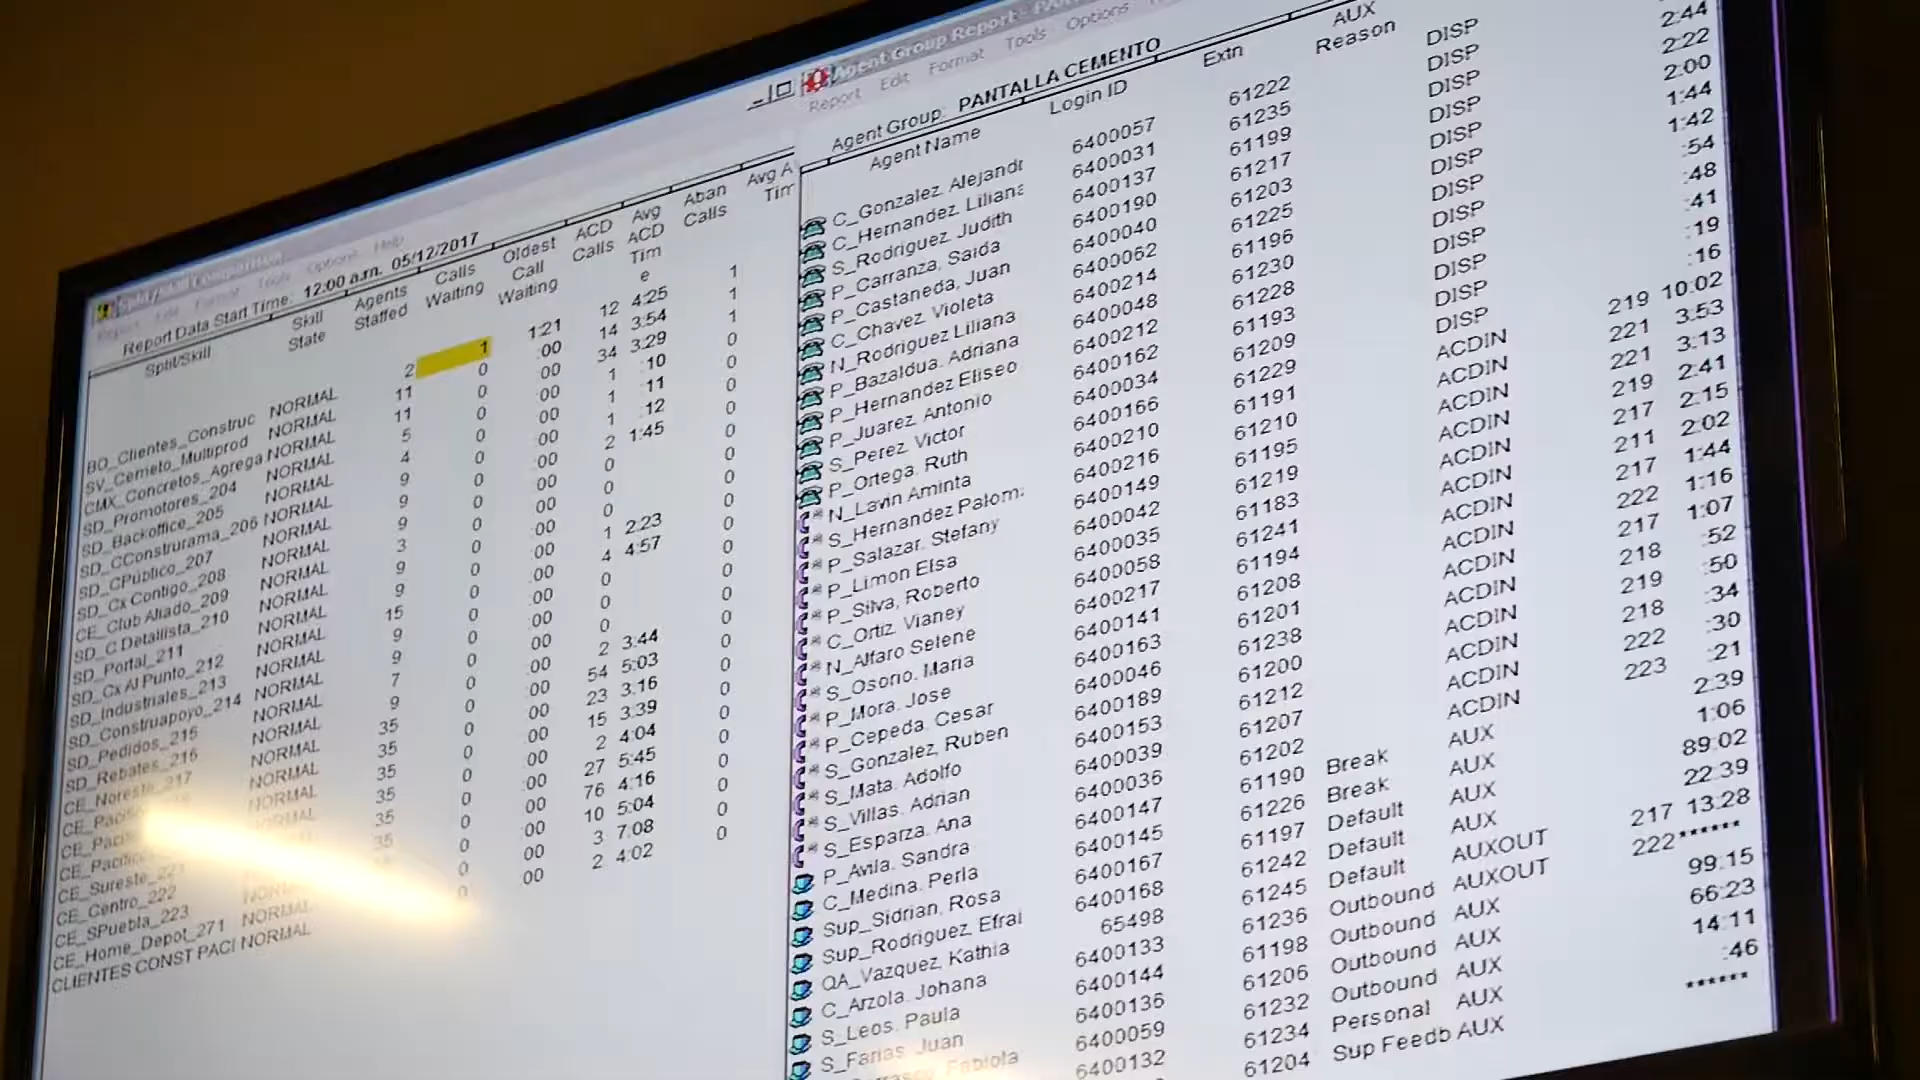 Agent Group Report
Report Edit Format Tools Options
Agent Group: PANTALLA CEMENTO
Agent Name Login ID Extn AUX Reason
C_Gonzalez, Alejandr 6400057 61222 DISP
C_Hernandez, Liliana 6400031 61235 DISP
S_Rodriguez, Judith 6400137 61199 DISP 2:44
P_Carranza, Saida 6400190 61217 DISP 2:22
P_Castaneda, Juan 6400040 61203 DISP 2:00
C_Chavez, Violeta 6400062 61225 DISP 1:44
N_Rodriguez Liliana 6400214 61196 DISP 1:42
P_Bazaldua, Adriana 6400048 61230 DISP :54
P_Hernandez Eliseo 6400212 61228 DISP :48
P_Juarez, Antonio 6400162 61193 DISP :41
S_Perez, Victor 6400034 61209 DISP :19
P_Ortega, Ruth 6400166 61229 DISP :16
N_Lavin Aminta 6400210 61191 ACDIN 219 10:02
S_Hernandez Palom 6400216 61210 ACDIN 221 3:53
P_Salazar, Stefany 6400149 61195 ACDIN 221 3:13
P_Limon Elsa 6400042 61219 ACDIN 219 2:41
P_Silva, Roberto 6400035 61183 ACDIN 217 2:15
C_Ortiz, Vianey 6400058 61241 ACDIN 211 2:02
N_Alfaro Selene 6400217 61194 ACDIN 217 1:44
S_Osorio, Maria 6400141 61208 ACDIN 222 1:16
P_Mora, Jose 6400163 61201 ACDIN 217 1:07
P_Cepeda, Cesar 6400046 61238 ACDIN 218 :52
S_Gonzalez, Ruben 6400189 61200 ACDIN 219 :50
S_Mata, Adolfo 6400153 61212 ACDIN 218 :34
S_Villas, Adrian 6400039 61207 ACDIN 222 :30
S_Esparza, Ana 6400036 61202 ACDIN 223 :21
P_Avila, Sandra 6400147 61190 Break AUX 2:39
C_Medina, Perla 6400145 61226 Break AUX 1:06
Sup_Sidrian, Rosa 6400167 61197 Default AUX 89:02
Sup_Rodriguez, Efrai 6400168 61242 Default AUX 22:39
QA_Vazquez, Kathia 65498 61245 Default AUXOUT 217 13:28
C_Arzola, Johana 6400133 61236 Outbound AUXOUT 222 ******
S_Leos, Paula 6400144 61198 Outbound AUX 99:15
S_Farias, Juan 6400136 61206 Outbound AUX 66:23
Fabiola 6400059 61232 Outbound AUX 14:11
6400132 61234 Personal AUX :46
61204 Sup Feedb AUX ******
Format Tools Options Help
Report Data Start Time: 12:00 a.m. 05/12/2017
Split/Skill Skill State Agents Staffed Calls Waiting Oldest Call Waiting ACD Calls Avg ACD Time Aban Calls Avg A Tim
BO_Clientes_Construc NORMAL 2 1 1:21 12 4:25 1
SV_Cemeto_Multiprod NORMAL 11 0 :00 14 3:54 1
CMX_Concretos_Agrega NORMAL 11 0 :00 34 3:29 1
SD_Promotores_204 NORMAL 5 0 :00 1 :10 0
SD_Backoffice_205 NORMAL 4 0 :00 1 :11 0
SD_CConstrurama_206 NORMAL 9 0 :00 1 :12 0
SD_CPúblico_207 NORMAL 9 0 :00 2 1:45 0
SD_Cx Contigo_208 NORMAL 9 0 :00 0 0
CE_Club Aliado_209 NORMAL 3 0 :00 0 0
SD_C Detallista_210 NORMAL 9 0 :00 0 0
SD_Portal_211 NORMAL 9 0 :00 1 2:23 0
SD_Cx Al Punto_212 NORMAL 15 0 :00 4 4:57 0
SD_Industriales_213 NORMAL 9 0 :00 0 0
SD_Construapoyo_214 NORMAL 9 0 :00 0 0
SD_Pedidos_215 NORMAL 7 0 :00 0 0
SD_Rebates_216 NORMAL 9 0 :00 2 3:44 0
CE_Noreste_217 NORMAL 35 0 :00 54 5:03 0
NORMAL 35 0 :00 23 3:16 0
NORMAL 35 0 :00 15 3:39 0
NORMAL 35 0 :00 2 4:04 0
CE_Sureste_221 NORMAL 35 0 :00 27 5:45 0
CE_Centro_222 NORMAL 35 0 :00 76 4:16 0
CE_SPuebla_223 0 :00 10 5:04 0
CE_Home_Depot_271 NORMAL 0 :00 3 7:08 0
CLIENTES CONST PACI NORMAL 0 :00 2 4:02 0